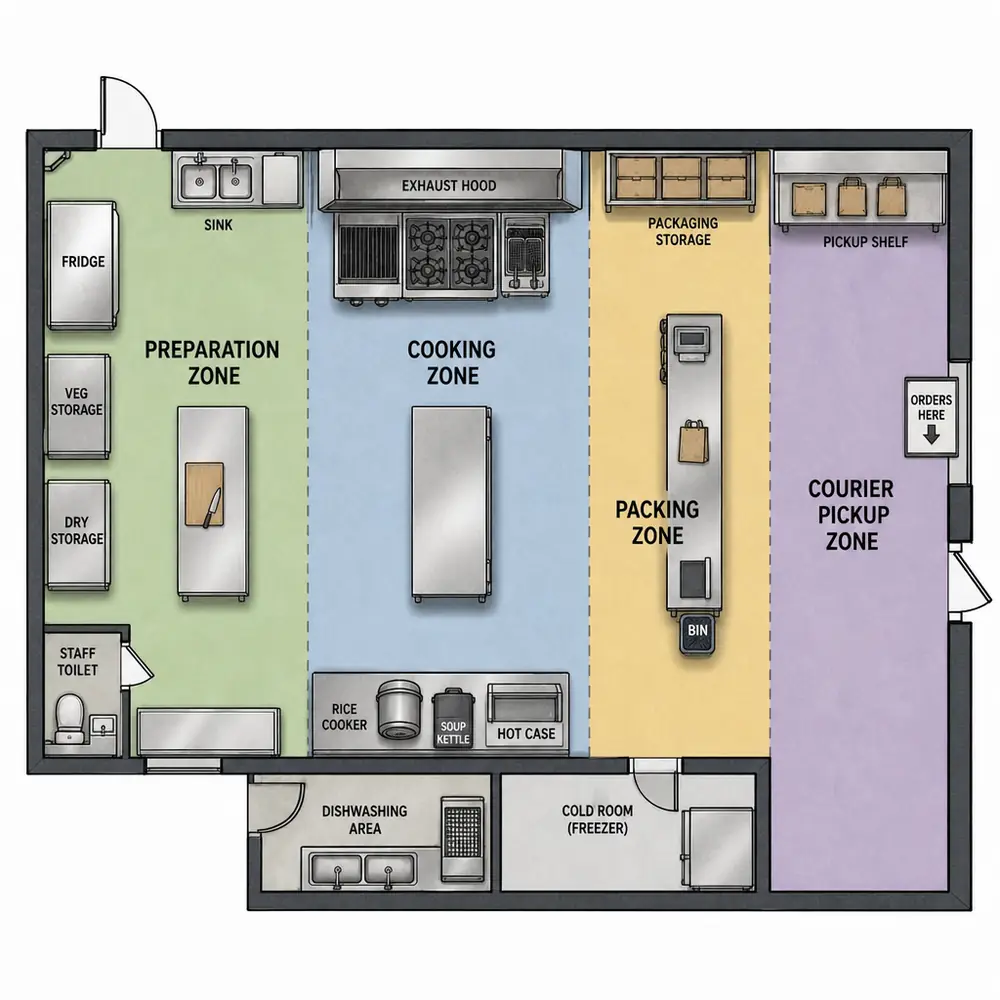 EXHAUST HOOD
SINK
PACKAGING
STORAGE
PICKUP SHELF
FRIDGE
PREPARATION
ZONE
COOKING
ZONE
VEG
STORAGE
ORDERS
HERE
DRY
STORAGE
PACKING
ZONE
COURIER
PICKUP
ZONE
BIN
STAFF
TOILET
RICE
COOKER
SOUP
KETTLE
HOT CASE
DISHWASHING
AREA
COLD ROOM
(FREEZER)